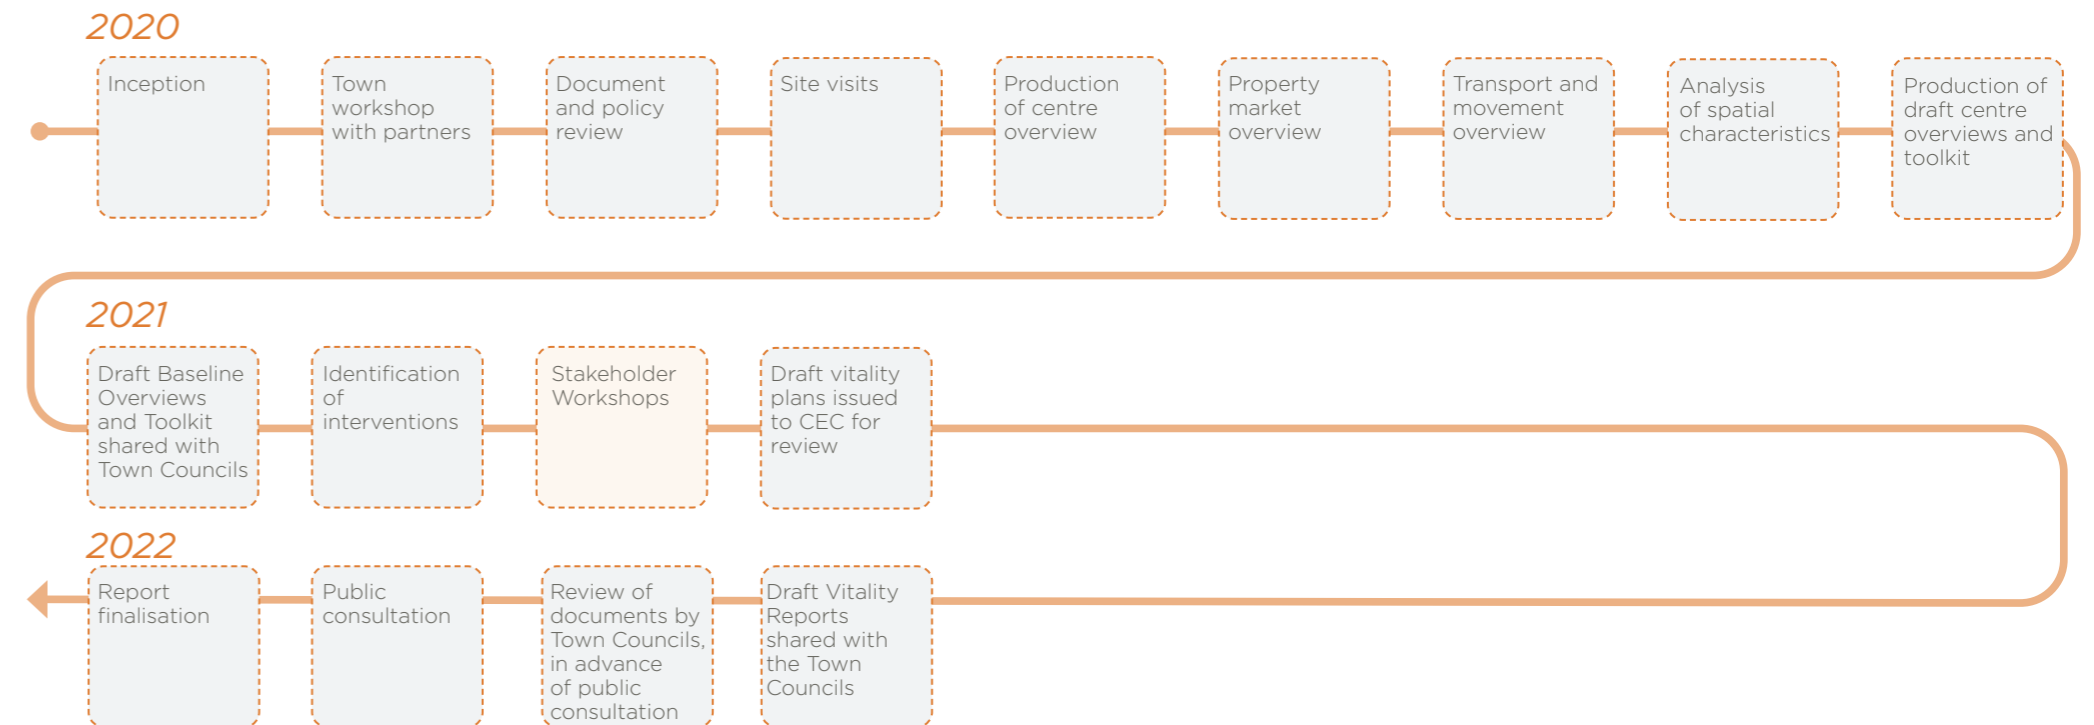 2020
Inception
Town
workshop
with partners
Document
and policy
review
Site visits
Production
of centre
overview
Property
market
overview
Transport and
movement
overview
Analysis
of spatial
characteristics
Production of
draft centre
overviews and
toolkit
2021
Draft Baseline
Overviews
and Toolkit
shared with
Town Councils
Identification
of
interventions
Stakeholder
Workshops
Draft vitality
plans issued
to CEC for
review
2022
Report
finalisation
Public
consultation
Review of
documents by
Town Councils,
in advance
of public
consultation
Draft Vitality
Reports
shared with
the Town
Councils